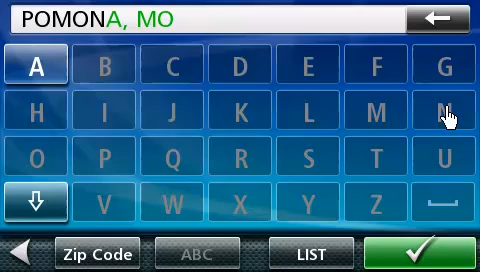 POMONA, MO
A B C D E F G
H I J K L M N
O P Q R S T U
V W X Y Z
Zip Code ABC LIST